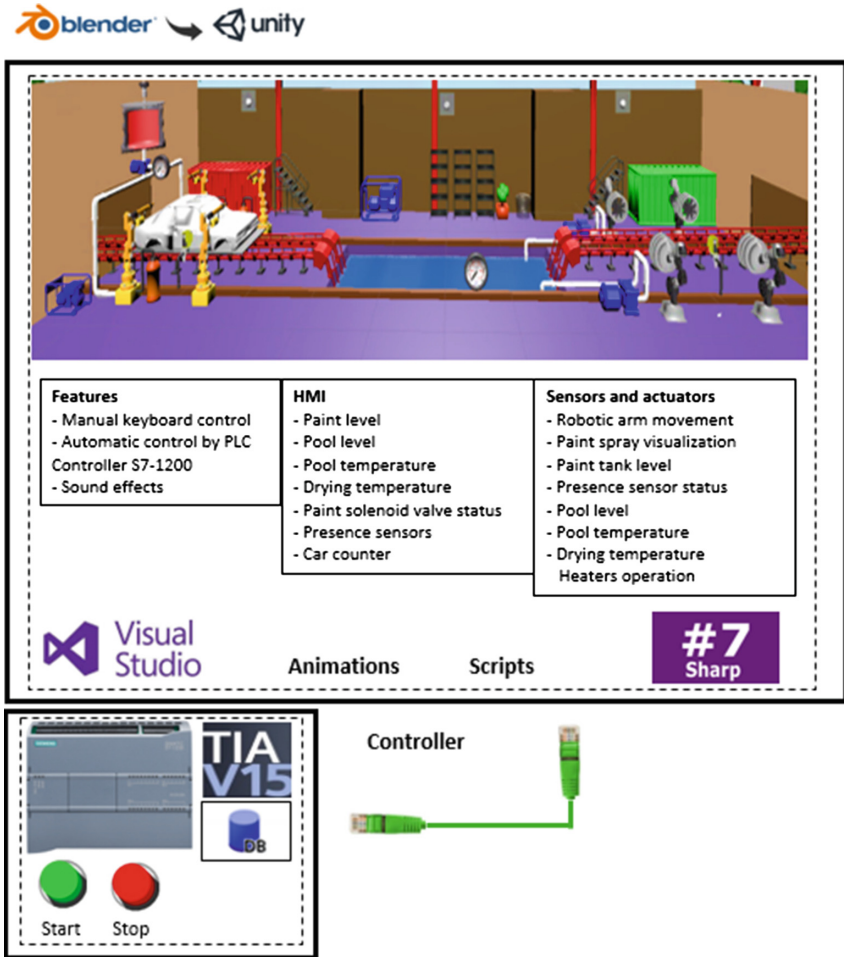 blender unity
Features
- Manual keyboard control
- Automatic control by PLC
Controller S7-1200
- Sound effects
HMI
- Paint level
- Pool level
- Pool temperature
- Drying temperature
- Paint solenoid valve status
- Presence sensors
- Car counter
Sensors and actuators
- Robotic arm movement
- Paint spray visualization
- Paint tank level
- Presence sensor status
- Pool level
- Pool temperature
- Drying temperature
Heaters operation
Visual
Studio
Animations Scripts
#7
Sharp
SIEMENS
TIA
V15
DB
Start Stop
Controller